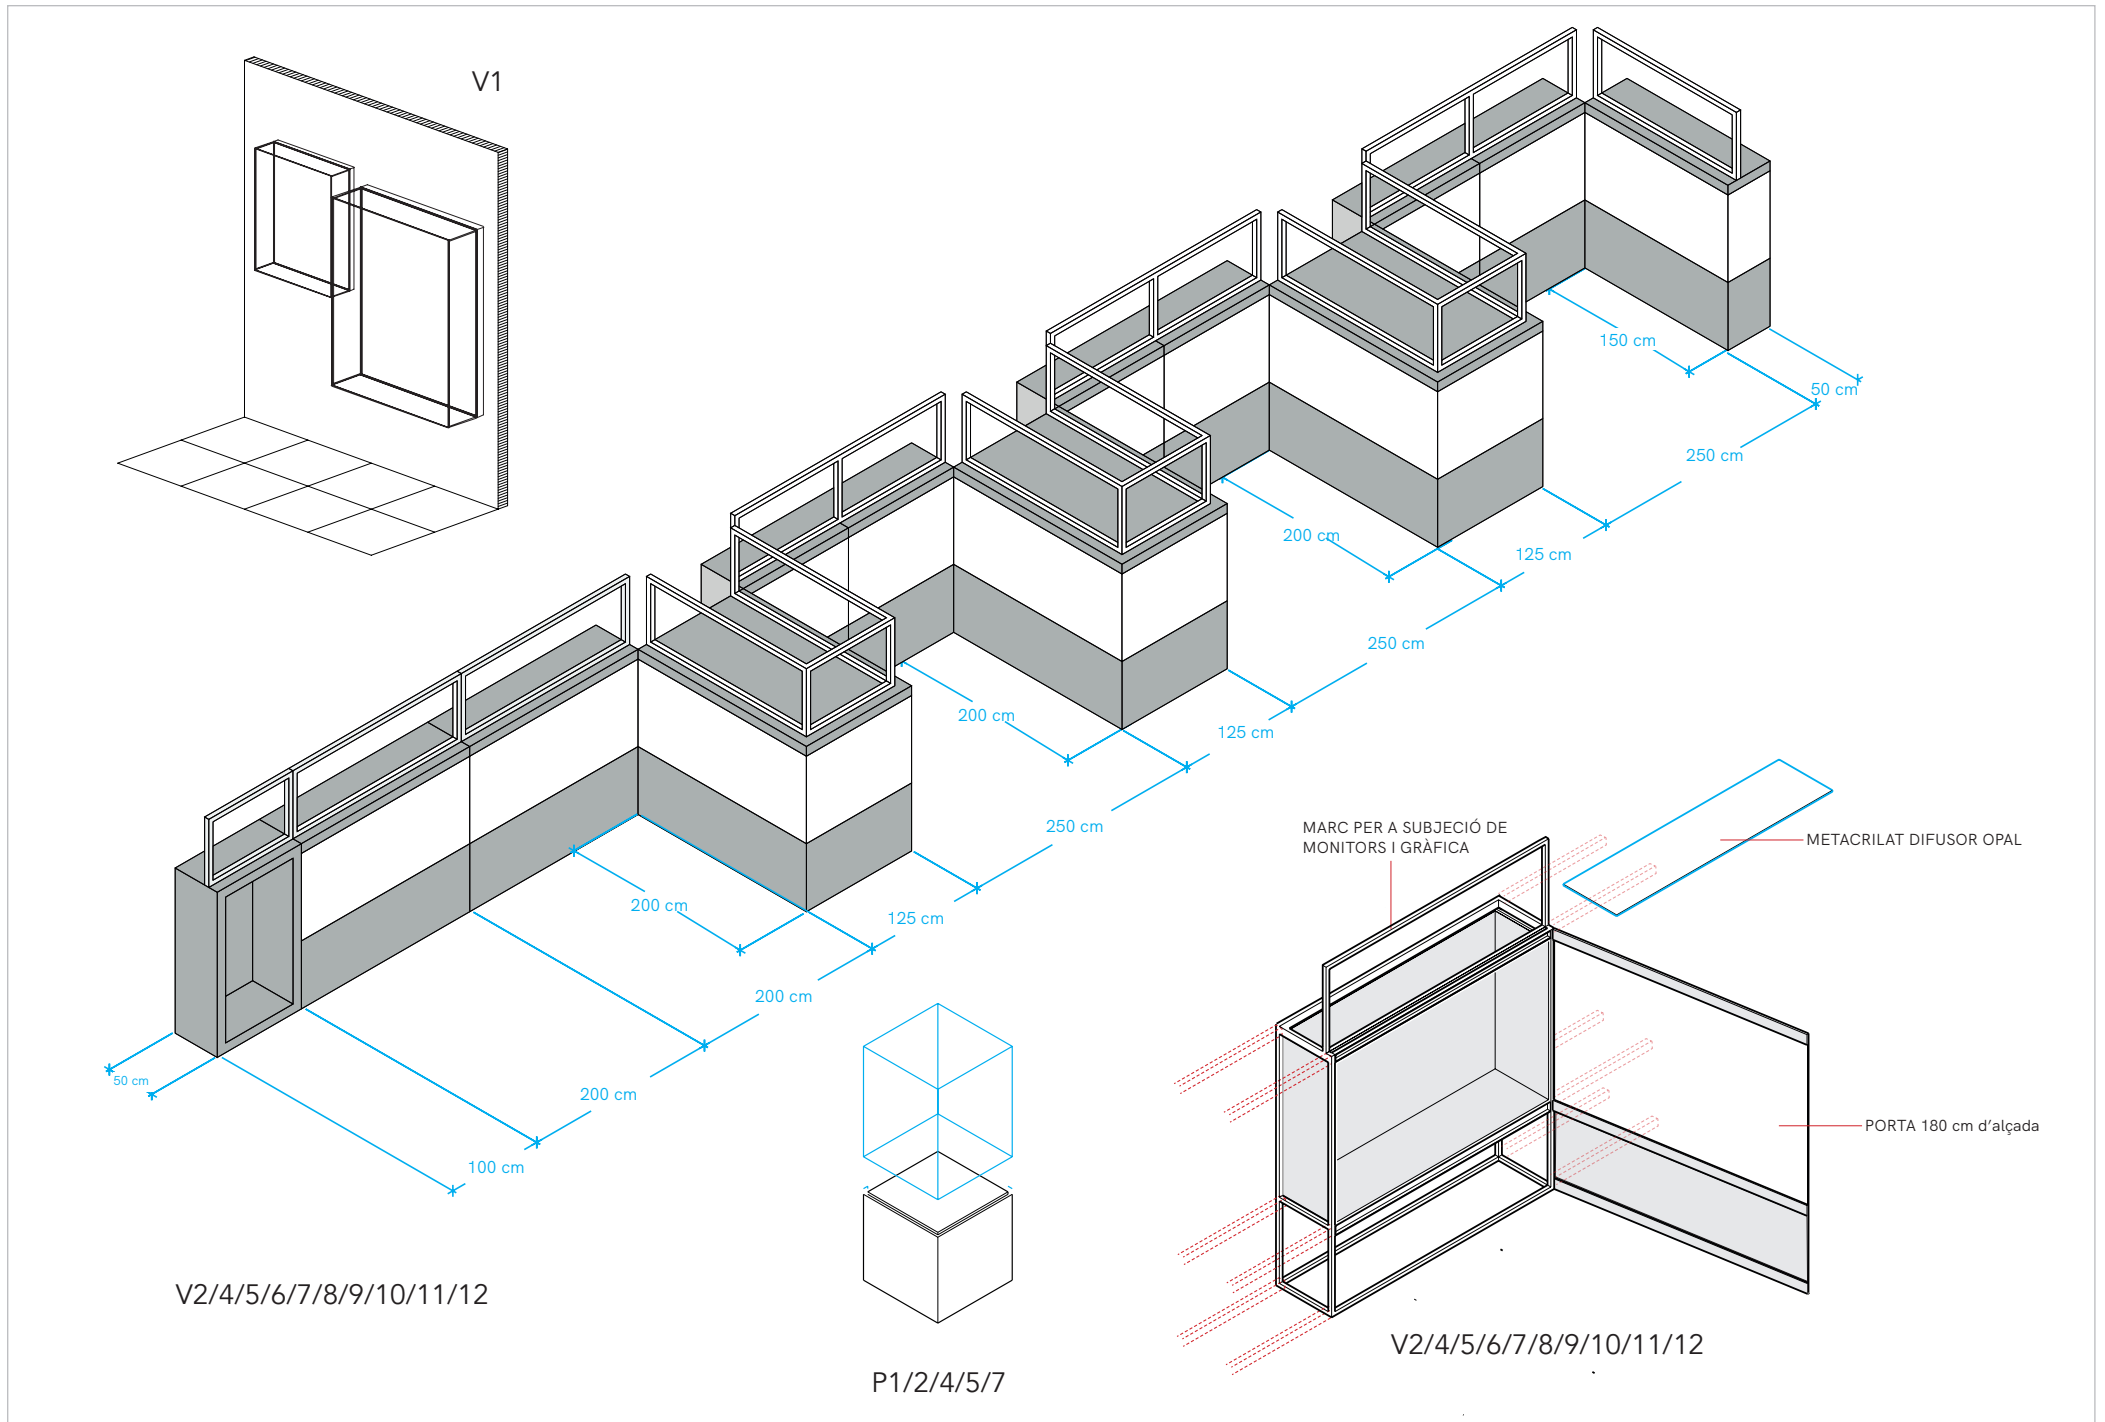 V1
150 cm
50 cm
250 cm
200 cm
125 cm
250 cm
200 cm
125 cm
250 cm
200 cm
125 cm
200 cm
200 cm
100 cm
50 cm
MARC PER A SUBJECIÓ DE
MONITORS I GRÀFICA
METACRILAT DIFUSOR OPAL
PORTA 180 cm d’alçada
V2/4/5/6/7/8/9/10/11/12
P1/2/4/5/7
V2/4/5/6/7/8/9/10/11/12